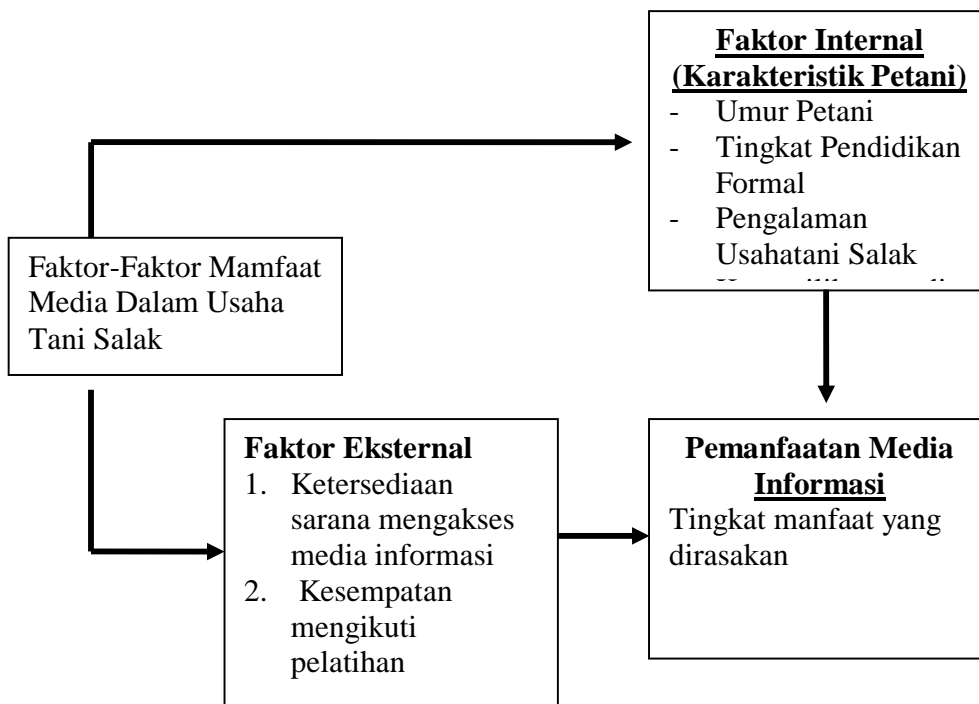 Faktor Internal
(Karakteristik Petani)
- Umur Petani
- Tingkat Pendidikan
Formal
- Pengalaman
Usahatani Salak
Faktor-Faktor Mamfaat
Media Dalam Usaha
Tani Salak
Faktor Eksternal
1. Ketersediaan
sarana mengakses
media informasi
2. Kesempatan
mengikuti
pelatihan
Pemanfaatan Media
Informasi
Tingkat manfaat yang
dirasakan